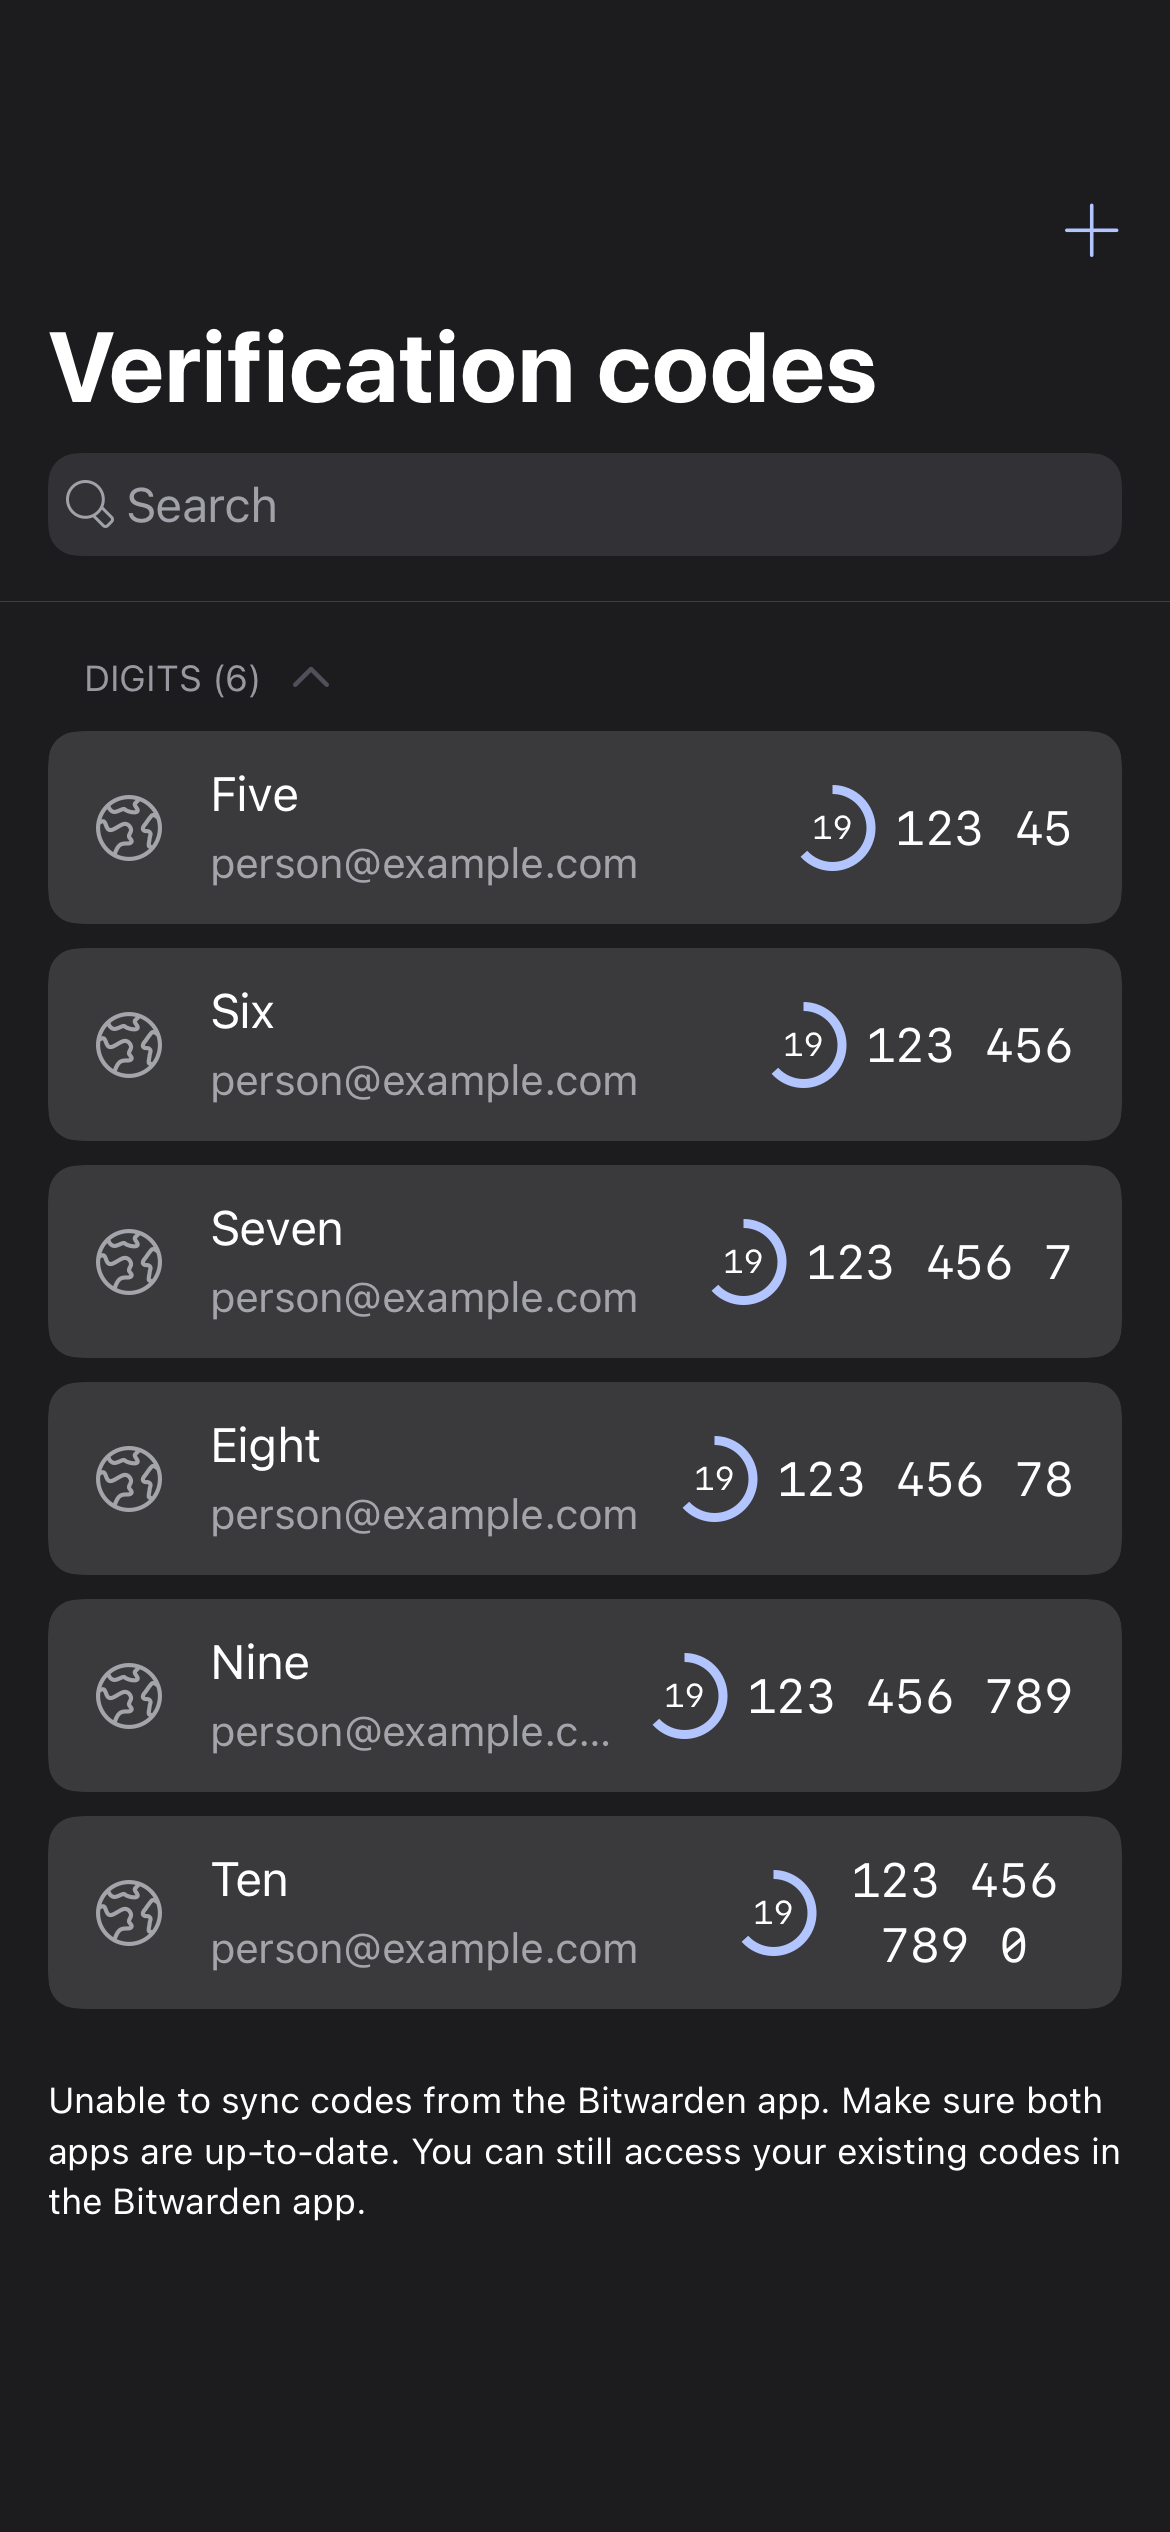 Verification codes
Search
DIGITS (6)
Five
person@example.com
19
123 45
Six
person@example.com
19
123 456
Seven
person@example.com
19
123 456 7
Eight
person@example.com
19
123 456 78
Nine
person@example.c...
19
123 456 789
Ten
person@example.com
19
123 456
789 0
Unable to sync codes from the Bitwarden app. Make sure both
apps are up-to-date. You can still access your existing codes in
the Bitwarden app.